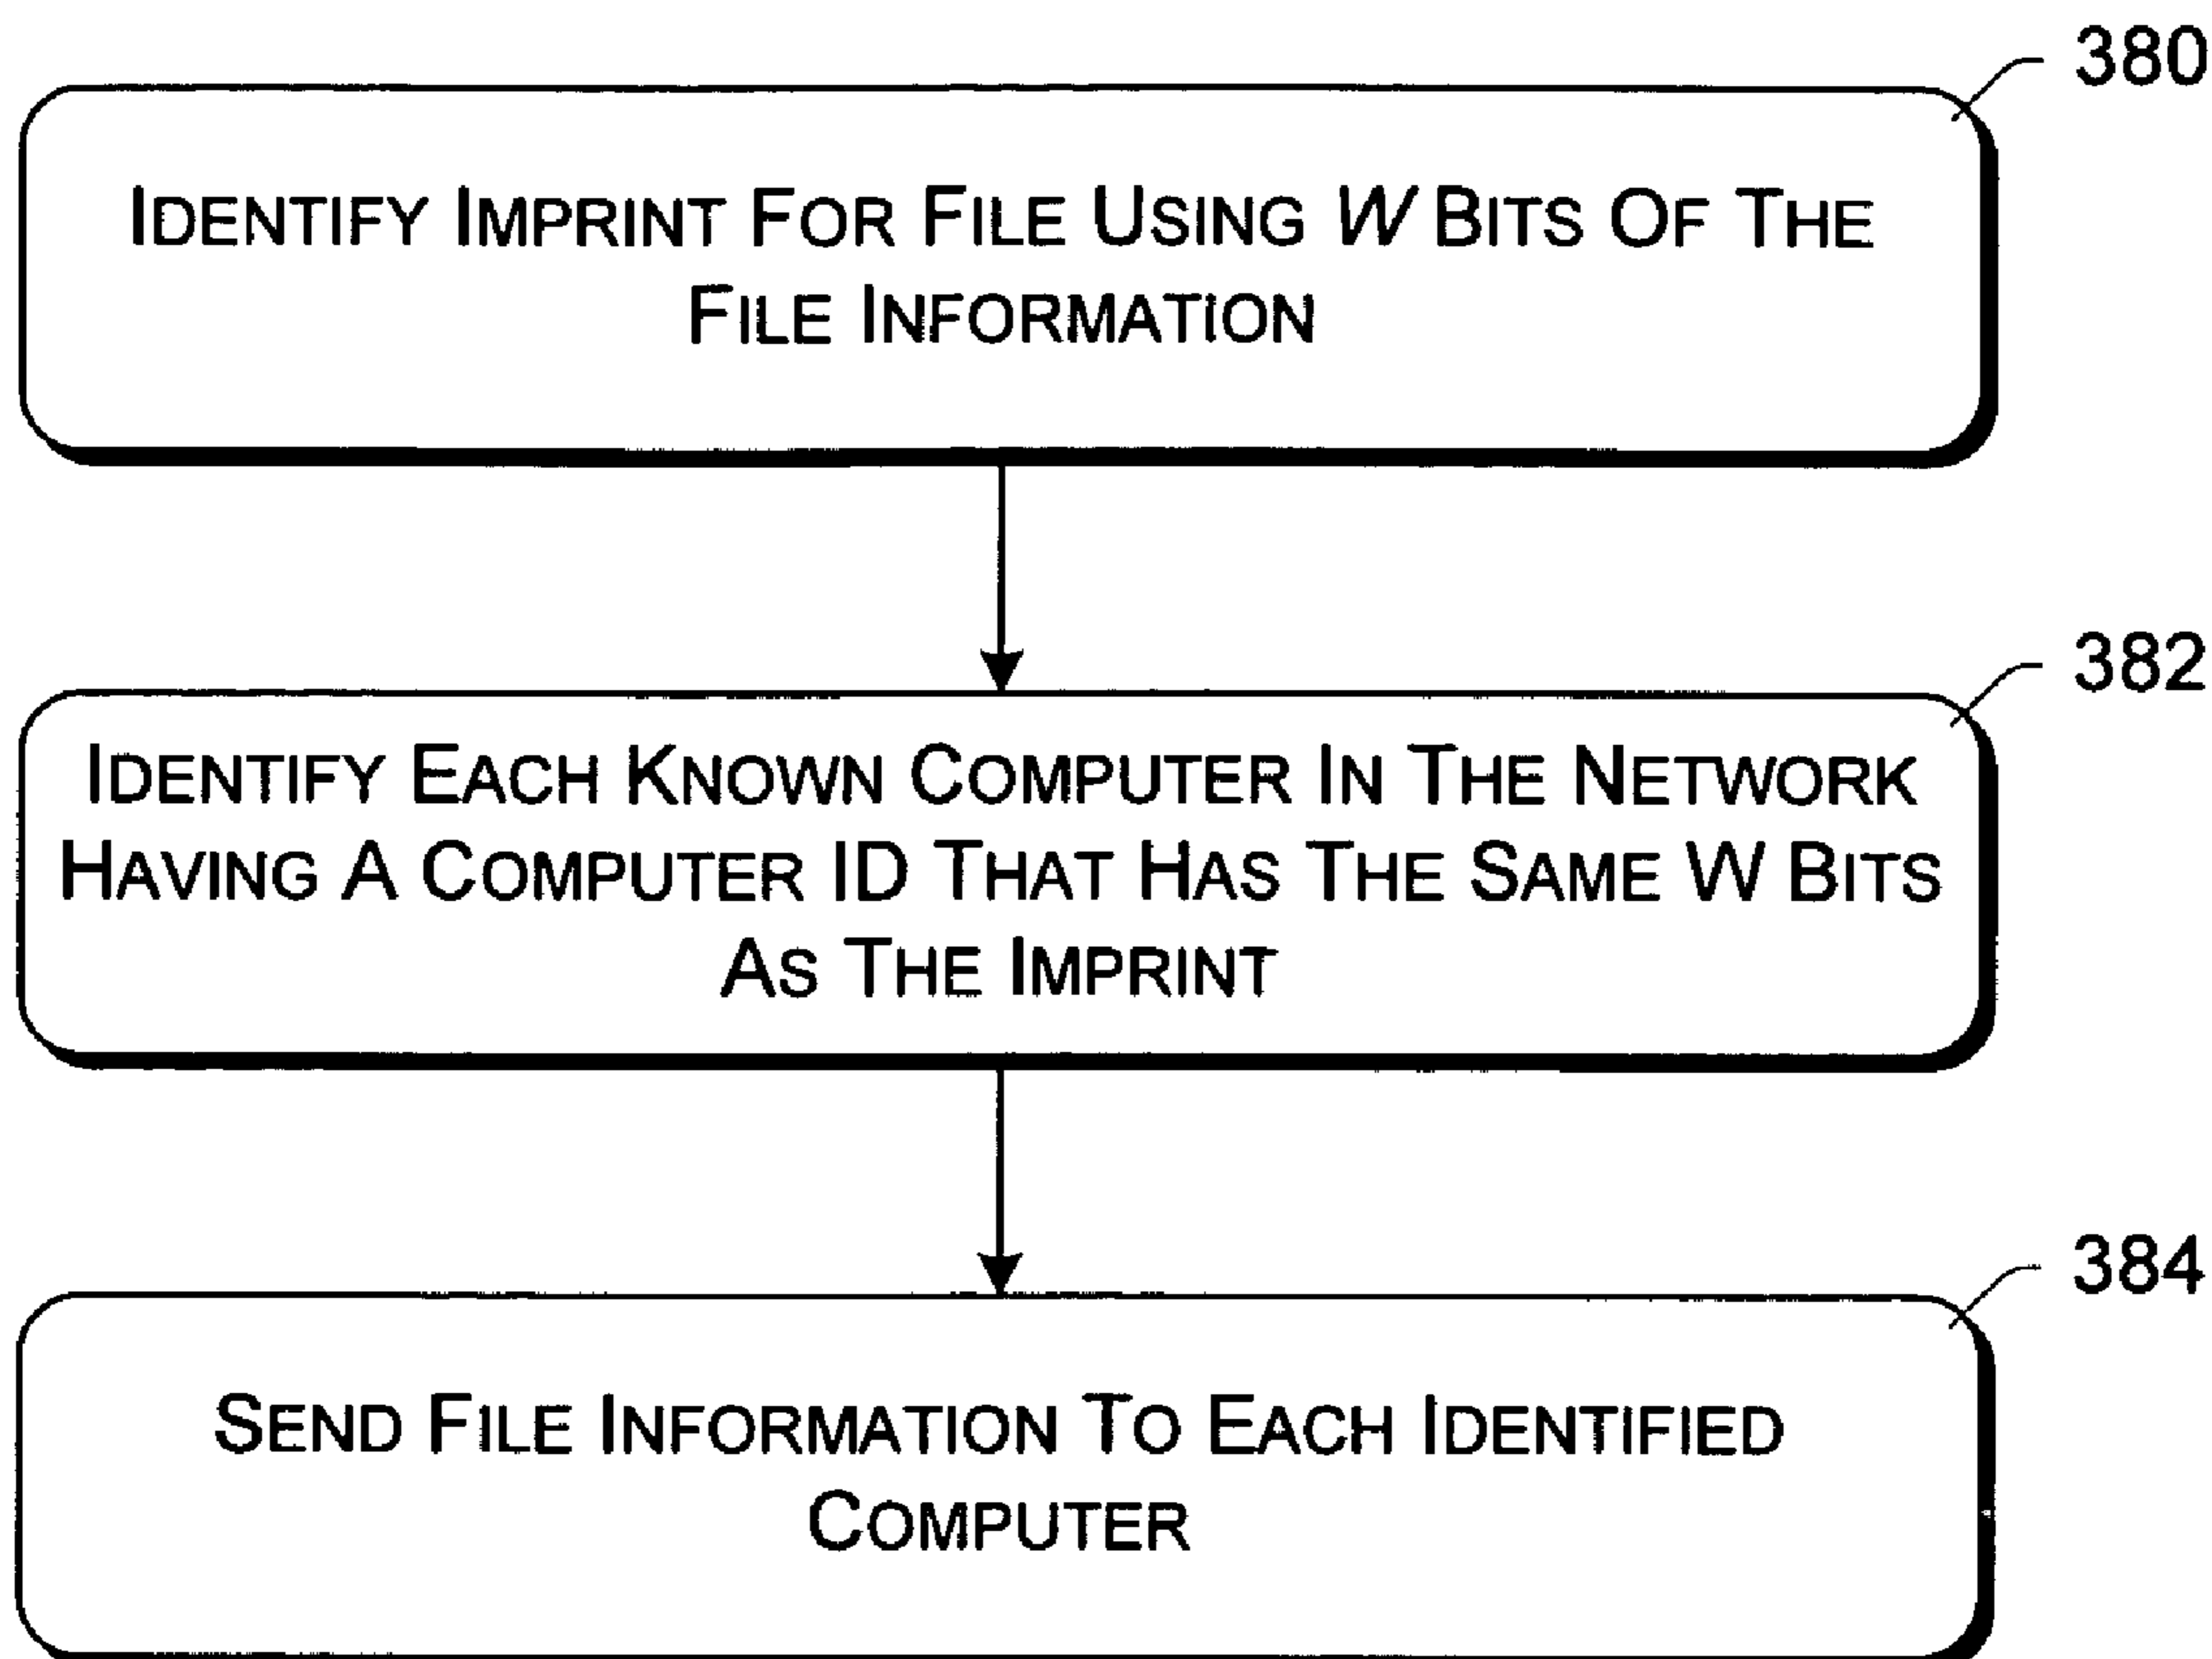 380
IDENTIFY IMPRINT FOR FILE USING W BITS OF THE
FILE INFORMATION
382
IDENTIFY EACH KNOWN COMPUTER IN THE NETWORK
HAVING A COMPUTER ID THAT HAS THE SAME W BITS
AS THE IMPRINT
384
SEND FILE INFORMATION TO EACH IDENTIFIED
COMPUTER